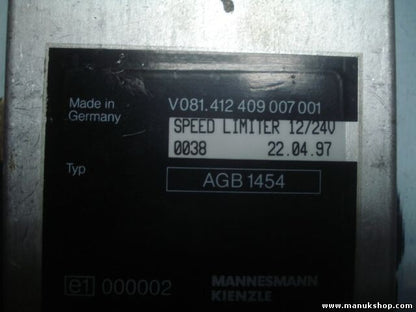 Made in
Germany
V081.412 409 007 001
SPEED LIMITER 12/24V
0038 22.04.97
Typ
AGB 1454
e1 000002
MANNESMANN
KIENZLE
www.manukshop.com